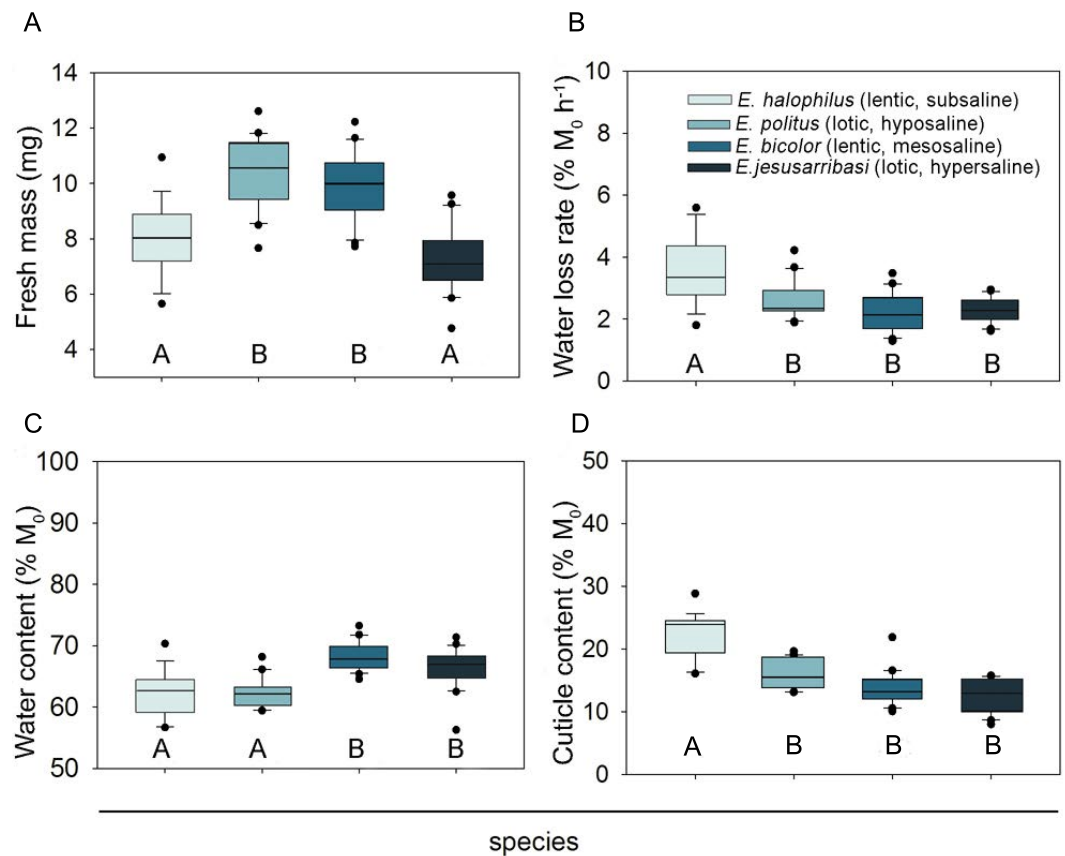 A
B
14
12
10
8
6
4
Fresh mass (mg)
A
B
B
A
10
8
6
4
2
0
Water loss rate (% M₀ h⁻¹)
E. halophilus (lentic, subsaline)
E. politus (lotic, hyposaline)
E. bicolor (lentic, mesosaline)
E.jesusarribasi (lotic, hypersaline)
A
B
B
B
C
D
100
90
80
70
60
50
Water content (% M₀)
A
A
B
B
50
40
30
20
10
0
Cuticle content (% M₀)
A
B
B
B
species